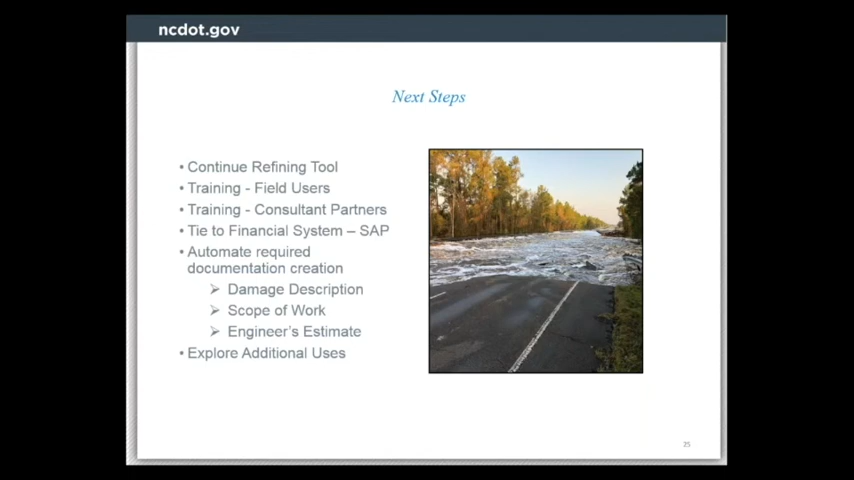 ncdot.gov
Next Steps
• Continue Refining Tool
• Training - Field Users
• Training - Consultant Partners
• Tie to Financial System – SAP
• Automate required
documentation creation
➢ Damage Description
➢ Scope of Work
➢ Engineer's Estimate
• Explore Additional Uses
25